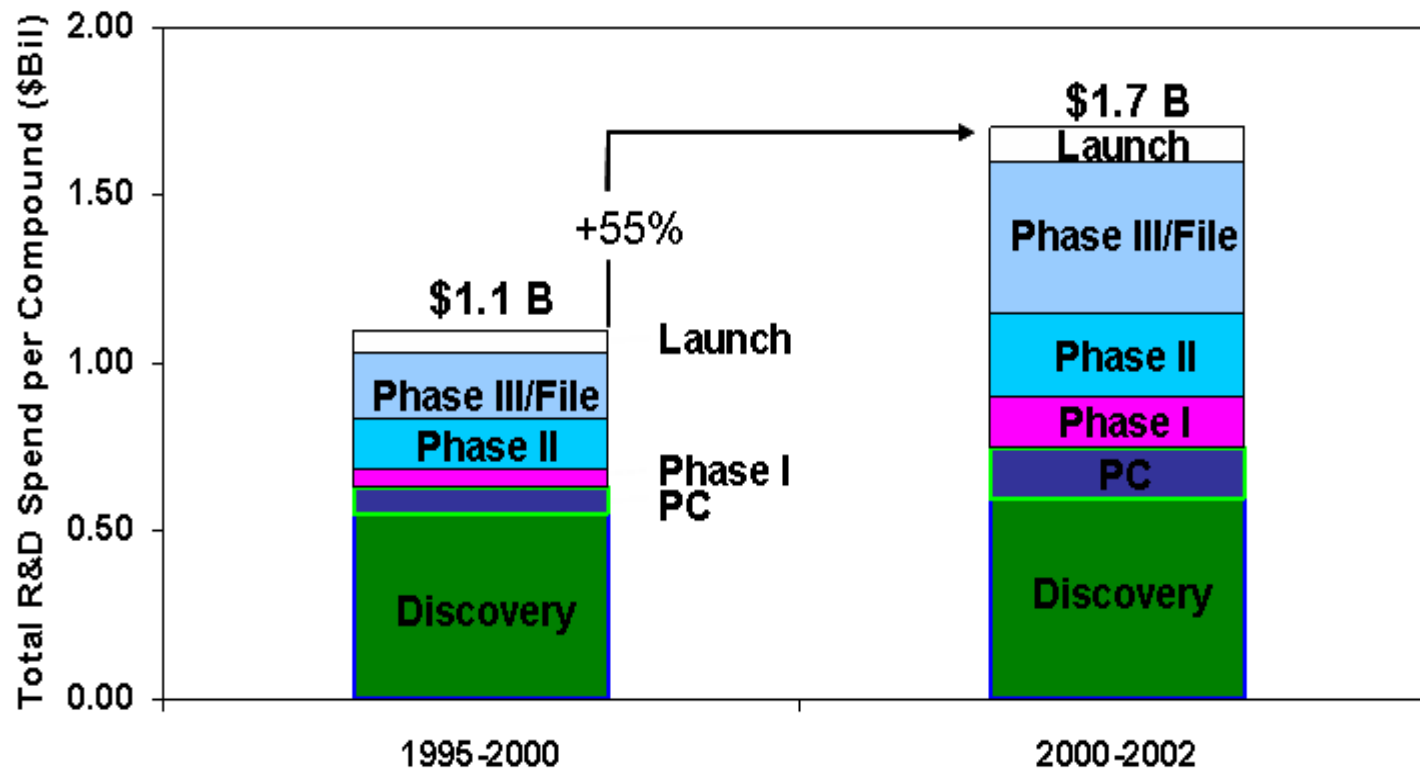 Total R&D Spend per Compound ($Bil)
2.00
1.50
1.00
0.50
0.00
$1.1 B
Launch
Phase III/File
Phase II
Phase I
PC
Discovery
+55%
$1.7 B
Launch
Phase III/File
Phase II
Phase I
PC
Discovery
1995-2000
2000-2002